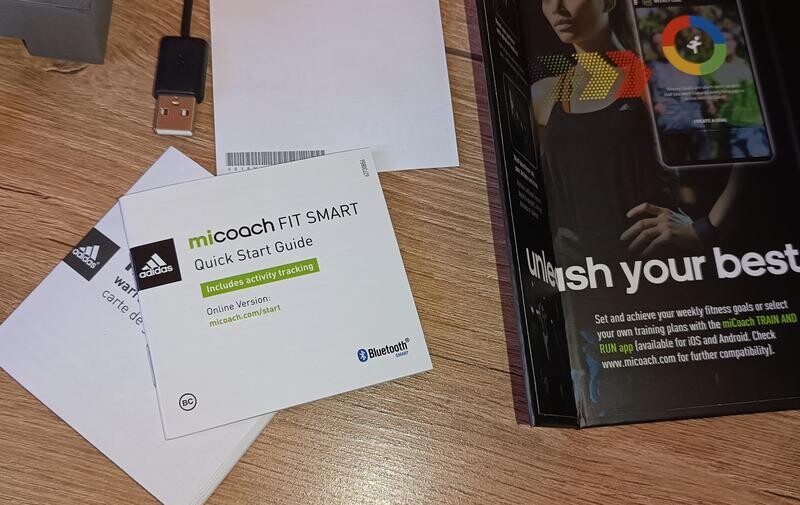 adidas
miCoach FIT SMART
Quick Start Guide
Includes activity tracking
Online Version:
micoach.com/start
Bluetooth®
SMART
BC
adidas
carte de
CREATE A GOAL
unleash your best
Set and achieve your weekly fitness goals or select
your own training plans with the miCoach TRAIN AND
RUN app (available for iOS and Android. Check
www.micoach.com for further compatibility).